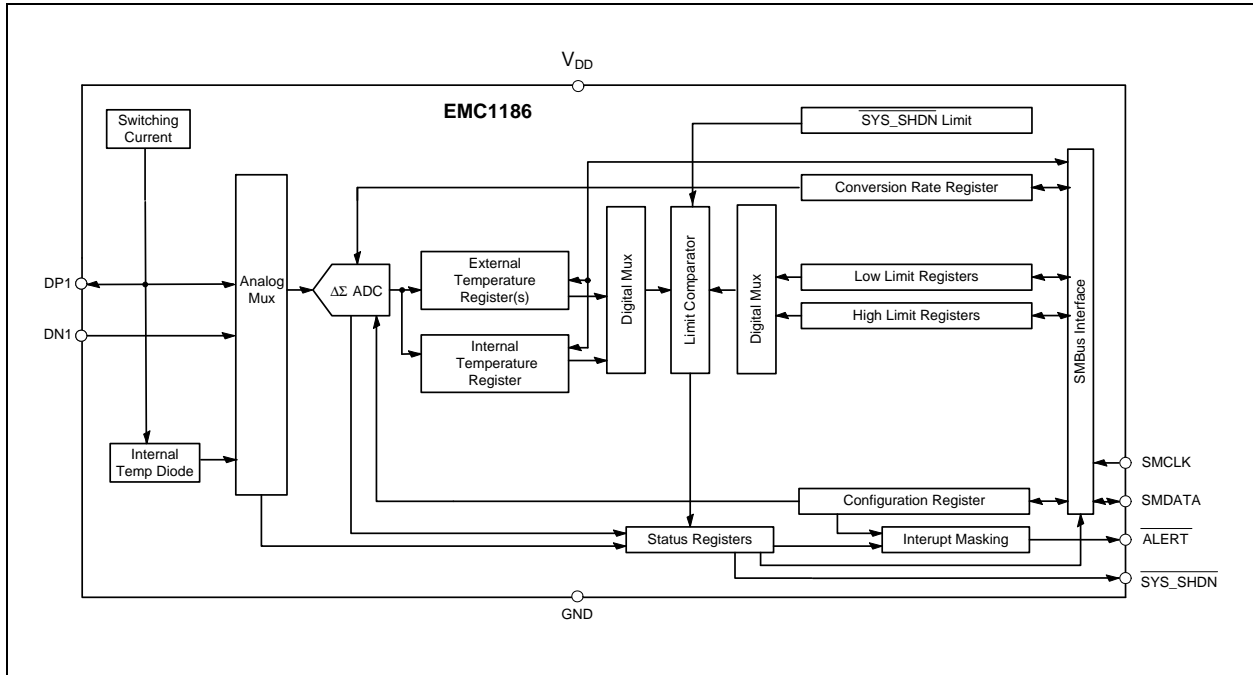 V_DD
EMC1186
Switching
Current
SYS_SHDN Limit
Conversion Rate Register
DP1
DN1
Analog
Mux
ΔΣ ADC
External
Temperature
Register(s)
Internal
Temperature
Register
Digital Mux
Limit Comparator
Digital Mux
Low Limit Registers
High Limit Registers
SMBus Interface
Internal
Temp Diode
SMCLK
Configuration Register
SMDATA
Status Registers
Interupt Masking
ALERT
SYS_SHDN
GND